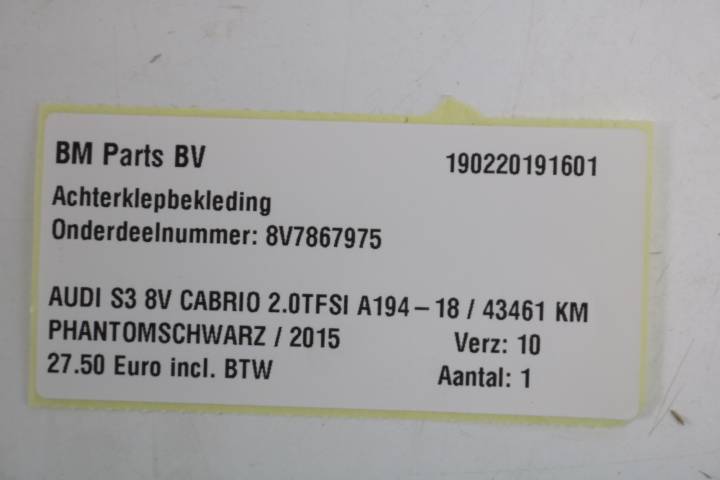 BM Parts BV 190220191601
Achterklepbekleding
Onderdeelnummer: 8V7867975
AUDI S3 8V CABRIO 2.0TFSI A194-18 / 43461 KM
PHANTOMSCHWARZ / 2015 Verz: 10
27.50 Euro incl. BTW Aantal: 1